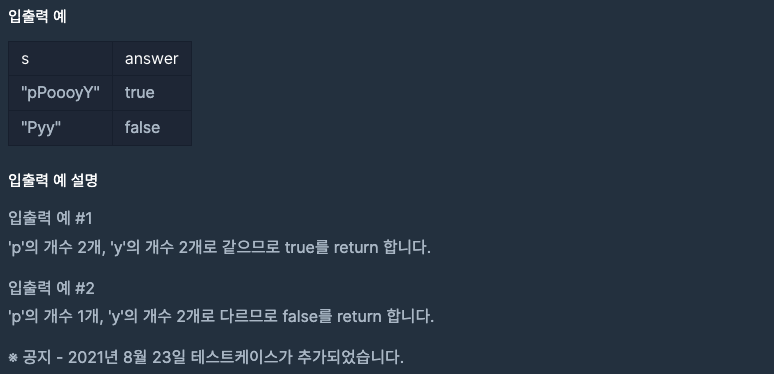 입출력 예
s answer
"pPoooyY" true
"Pyy" false
입출력 예 설명
입출력 예 #1
'p'의 개수 2개, 'y'의 개수 2개로 같으므로 true를 return 합니다.
입출력 예 #2
'p'의 개수 1개, 'y'의 개수 2개로 다르므로 false를 return 합니다.
※ 공지 - 2021년 8월 23일 테스트케이스가 추가되었습니다.